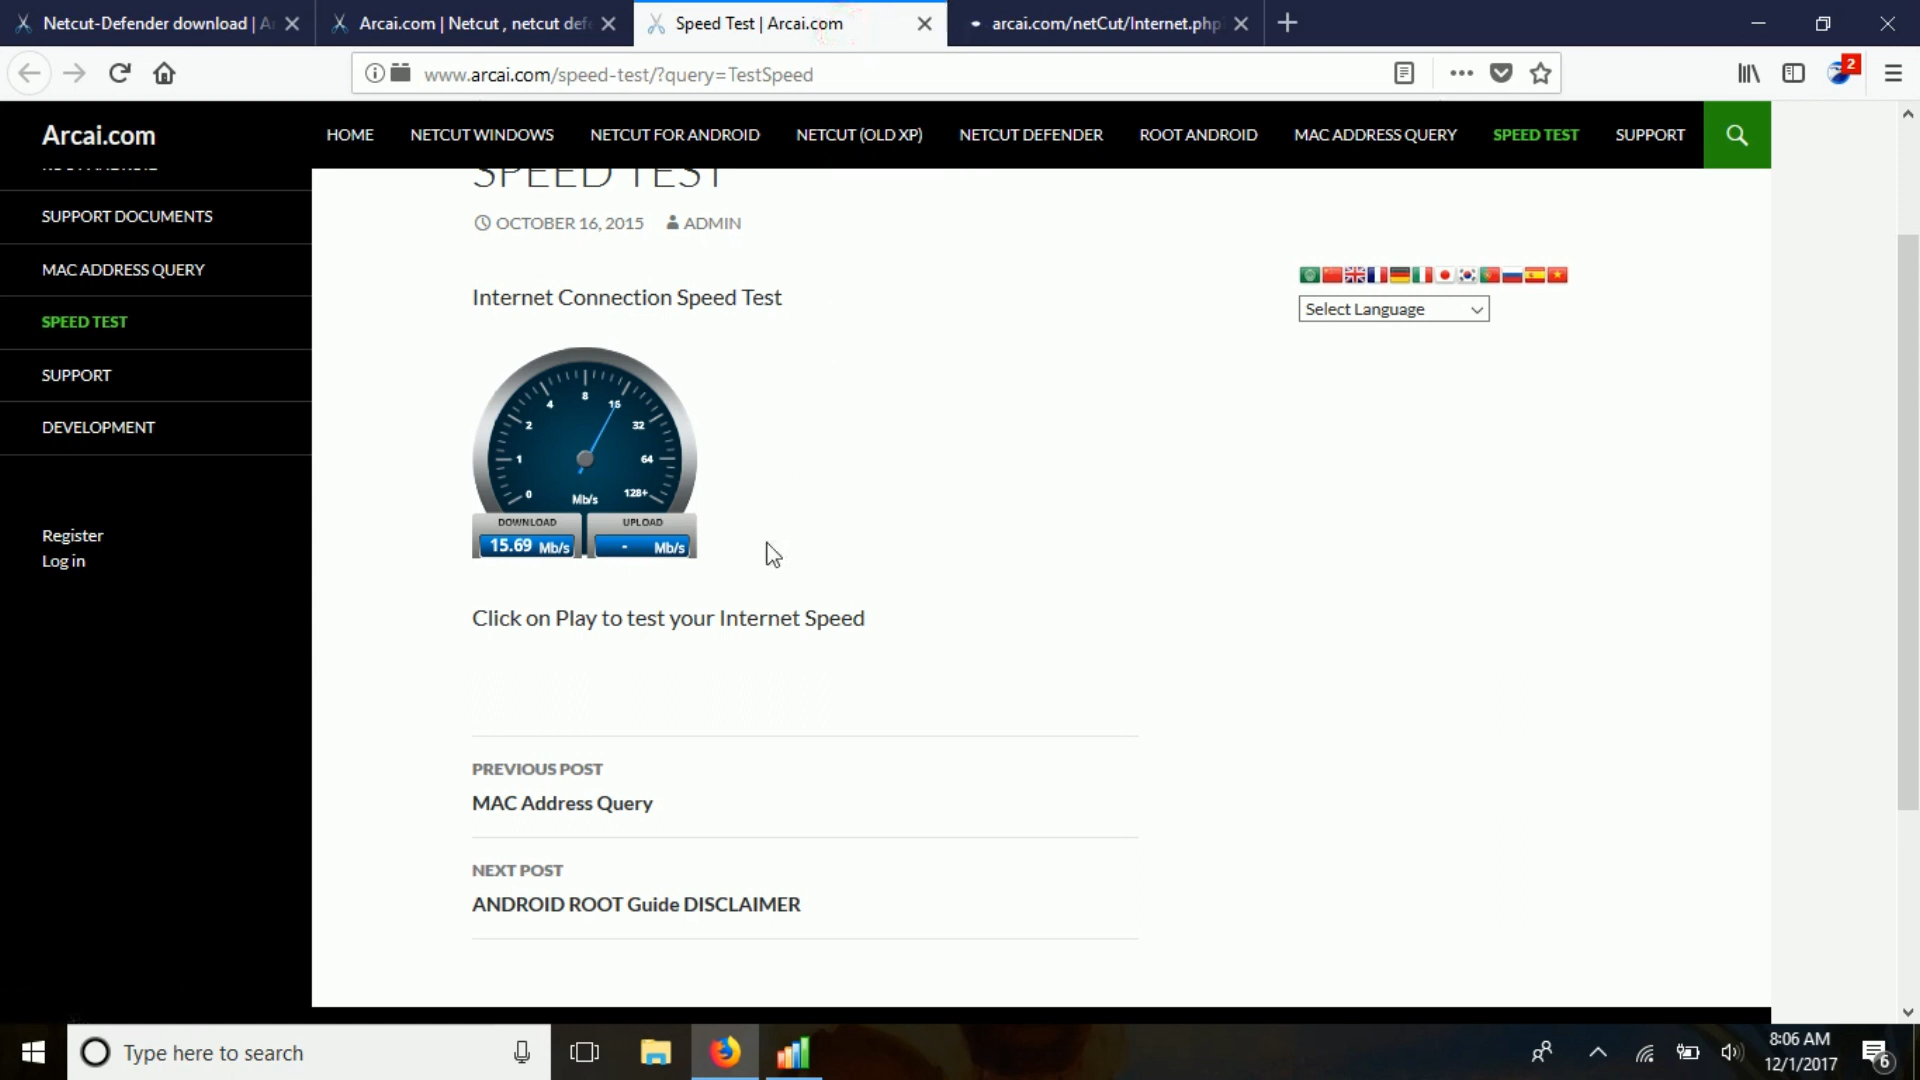 Netcut-Defender download | A
Arcai.com | Netcut , netcut def
Speed Test | Arcai.com
arcai.com/netCut/Internet.php
www.arcai.com/speed-test/?query=TestSpeed
2
Arcai.com
HOME
NETCUT WINDOWS
NETCUT FOR ANDROID
NETCUT (OLD XP)
NETCUT DEFENDER
ROOT ANDROID
MAC ADDRESS QUERY
SPEED TEST
SUPPORT
SUPPORT DOCUMENTS
MAC ADDRESS QUERY
SPEED TEST
SUPPORT
DEVELOPMENT
Register
Log in
SPEED TEST
OCTOBER 16, 2015
ADMIN
Internet Connection Speed Test
0
1
2
4
8
16
32
64
128+
Mb/s
DOWNLOAD
15.69 Mb/s
UPLOAD
- Mb/s
Click on Play to test your Internet Speed
PREVIOUS POST
MAC Address Query
NEXT POST
ANDROID ROOT Guide DISCLAIMER
Select Language
Type here to search
8:06 AM
12/1/2017
6